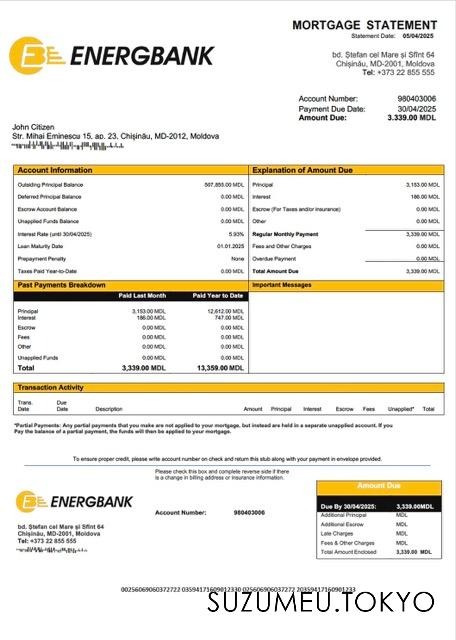 MORTGAGE STATEMENT
Statement Date: 05/04/2025
ENERGBANK
bd. Ștefan cel Mare și Sfînt 64
Chișinău, MD-2001, Moldova
Tel: +373 22 855 555
Account Number: 980403006
Payment Due Date: 30/04/2025
Amount Due: 3.339.00 MDL
John Citizen
Str. Mihai Eminescu 15, ap. 23, Chișinău, MD-2012, Moldova
Account Information
Outsiding Principal Balance -507,855.00 MDL
Deferred Principal Balance 0.00 MDL
Escrow Account Balance 0.00 MDL
Unapplied Funds Balance 0.00 MDL
Interest Rate (until 30/04/2025) 5.93%
Loan Maturity Date 01.01.2025
Prepayment Penalty None
Taxes Paid Year-to-Date 0.00 MDL
Explanation of Amount Due
Principal 3,153.00 MDL
Interest 186.00 MDL
Escrow (For Taxes and/or insurance) 0.00 MDL
Other 0.00 MDL
Regular Monthly Payment 3,339.00 MDL
Fees and Other Charges 0.00 MDL
Overdue Payment 0.00 MDL
Total Amount Due 3,339.00 MDL
Past Payments Breakdown
Paid Last Month Paid Year to Date
Principal 3,153.00 MDL 12,612.00 MDL
Interest 186.00 MDL 747.00 MDL
Escrow 0.00 MDL 0.00 MDL
Fees 0.00 MDL 0.00 MDL
Other 0.00 MDL 0.00 MDL
Unapplied Funds 0.00 MDL 0.00 MDL
Total 3,339.00 MDL 13,359.00 MDL
Important Messages
Transaction Activity
Trans. Date Due Date Description Amount Principal Interest Escrow Fees Unapplied* Total
*Partial Payments: Any partial payments that you make are not applied to your mortgage, but instead are held in a separate unapplied account. If you
Pay the balance of a partial payment, the funds will then be applied to your mortgage.
To ensure proper credit, please write account number on check and return this stub along with your payment in envelope provided.
Please check this box and complete reverse side if there
is a change in billing address or insurance information.
ENERGBANK
Account Number: 980403006
bd. Ștefan cel Mare și Sfînt 64
Chișinău, MD-2001, Moldova
Tel: +373 22 855 555
Amount Due
Due By 30/04/2025: 3,339.00MDL
Additional Principal MDL
Additional Escrow MDL
Late Charges MDL
Fees & Other Charges MDL
Total Amount Enclosed 3,339.00 MDL
SUZUMEU.TOKYO